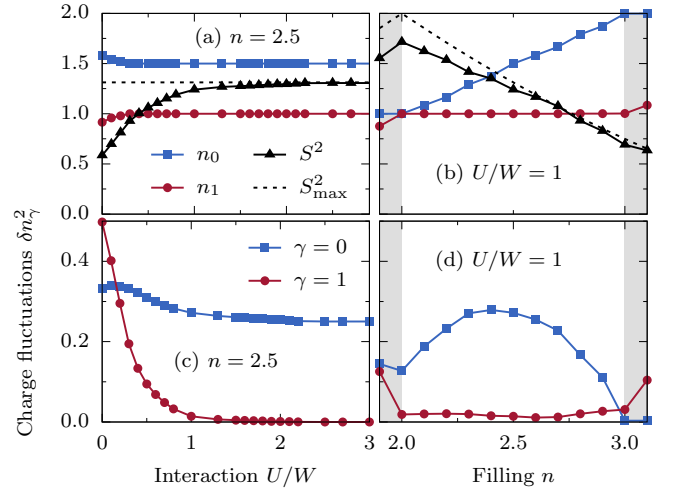 2.0
1.5
1.0
0.5
0.0
(a) n = 2.5
n₀
n₁
S²
S²max
(b) U/W = 1
Charge fluctuations δn²γ
0.4
0.2
0.0
γ = 0
γ = 1
(c) n = 2.5
(d) U/W = 1
0 1 2 3
2.0 2.5 3.0
Interaction U/W
Filling n